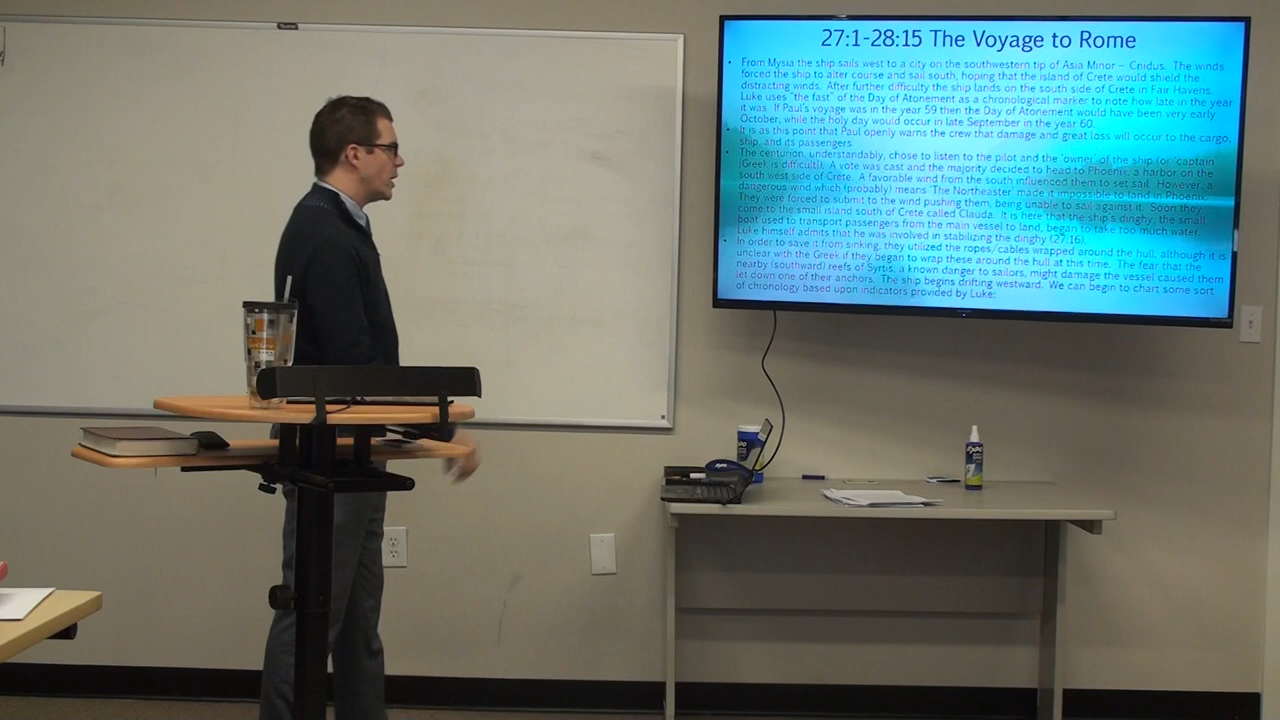 27:1-28:15 The Voyage to Rome
• From Mysia the ship sails west to a city on the southwestern tip of Asia Minor – Cnidus. The winds
forced the ship to alter course and sail south, hoping that the island of Crete would shield the
distracting winds. After further difficulty the ship lands on the south side of Crete in Fair Havens.
Luke uses "the fast" of the Day of Atonement as a chronological marker to note how late in the year
it was. If Paul's voyage was in the year 59 then the Day of Atonement would have been very early
October, while the holy day would occur in late September in the year 60.
• It is as this point that Paul openly warns the crew that damage and great loss will occur to the cargo,
ship, and its passengers.
• The centurion, understandably, chose to listen to the pilot and the 'owner' of the ship (or 'captain'
[Greek is difficult]). A vote was cast and the majority decided to head to Phoenix, a harbor on the
south west side of Crete. A favorable wind from the south influenced them to set sail. However, a
dangerous wind which (probably) means 'The Northeaster' made it impossible to land in Phoenix.
They were forced to submit to the wind pushing them, being unable to sail against it. Soon they
come to the small island south of Crete called Clauda. It is here that the ship's dinghy, the small
boat used to transport passengers from the main vessel to land, began to take too much water.
Luke himself admits that he was involved in stabilizing the dinghy (27:16).
• In order to save it from sinking, they utilized the ropes/cables wrapped around the hull, although it is
unclear with the Greek if they began to wrap these around the hull at this time. The fear that the
nearby (southward) reefs of Syrtis, a known danger to sailors, might damage the vessel caused them
let down one of their anchors. The ship begins drifting westward. We can begin to chart some sort
of chronology based upon indicators provided by Luke:
EXPO
EXPO